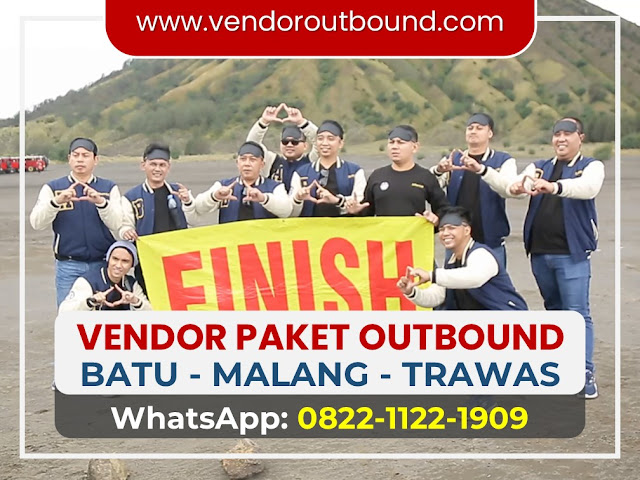 www.vendoroutbound.com
FINISH
VENDOR PAKET OUTBOUND
BATU - MALANG - TRAWAS
WhatsApp: 0822-1122-1909